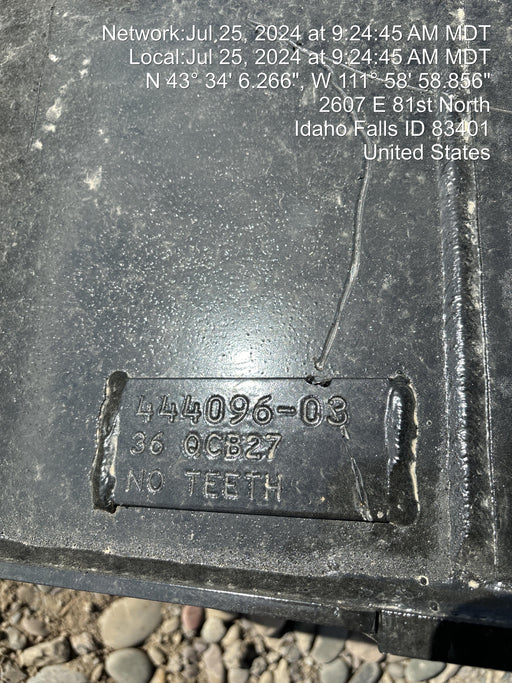 Network:Jul 25, 2024 at 9:24:45 AM MDT
Local:Jul 25, 2024 at 9:24:45 AM MDT
N 43° 34' 6.266", W 111° 58' 58.856"
2607 E 81st North
Idaho Falls ID 83401
United States
444096-03
36 QCB27
NO TEETH